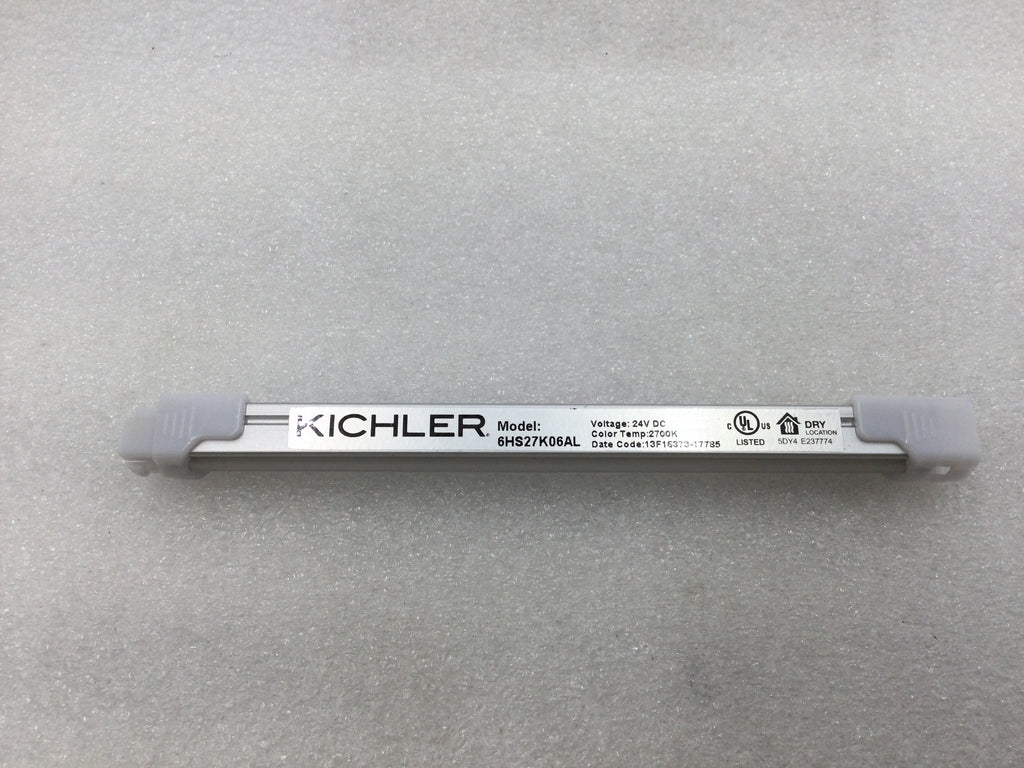 KICHLER®
Model:
6HS27K06AL
Voltage: 24V DC
Color Temp:2700K
Date Code:13F16373-17785
C UL US
LISTED
DRY
LOCATION
5DY4 E237774